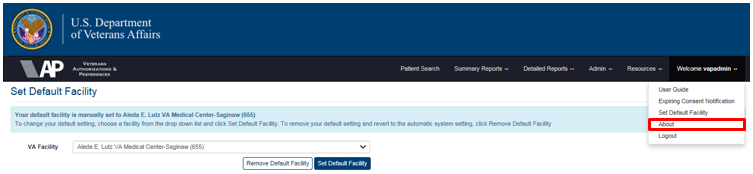 U.S. Department
of Veterans Affairs
VAP
VETERANS
AUTHORIZATIONS &
PREFERENCES
Patient Search Summary Reports Detailed Reports Admin Resources Welcome vapadmin
Set Default Facility
User Guide
Expiring Consent Notification
Set Default Facility
About
Logout
Your default facility is manually set to Aleda E. Lutz VA Medical Center-Saginaw (655)
To change your default setting, choose a facility from the drop down list and click Set Default Facility. To remove your default setting and revert to the automatic system setting, click Remove Default Facility
VA Facility Aleda E. Lutz VA Medical Center-Saginaw (655)
Remove Default Facility Set Default Facility